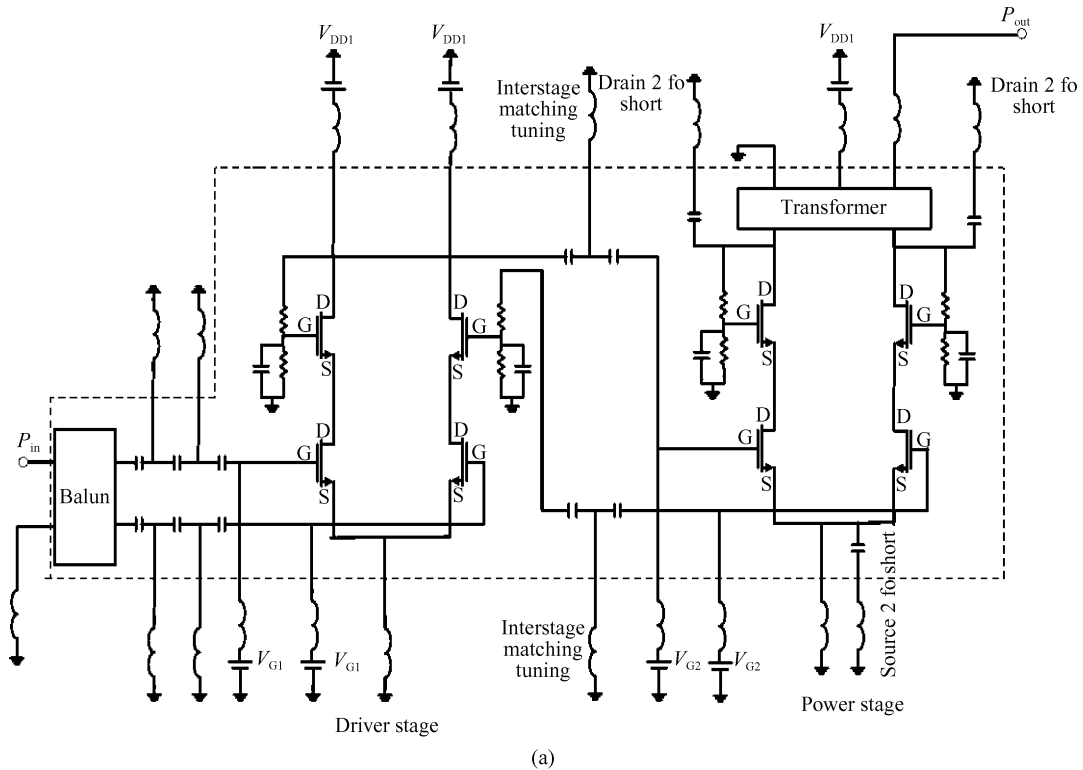 V_DD1
V_DD1
V_DD1
P_out
Interstage
matching
tuning
Drain 2 fo
short
Drain 2 fo
short
Transformer
D
G
S
D
G
S
D
G
S
D
G
S
D
G
S
D
G
S
D
G
S
D
G
S
P_in
Balun
V_G1
V_G1
Interstage
matching
tuning
V_G2
V_G2
Source 2 fo short
Driver stage
Power stage
(a)